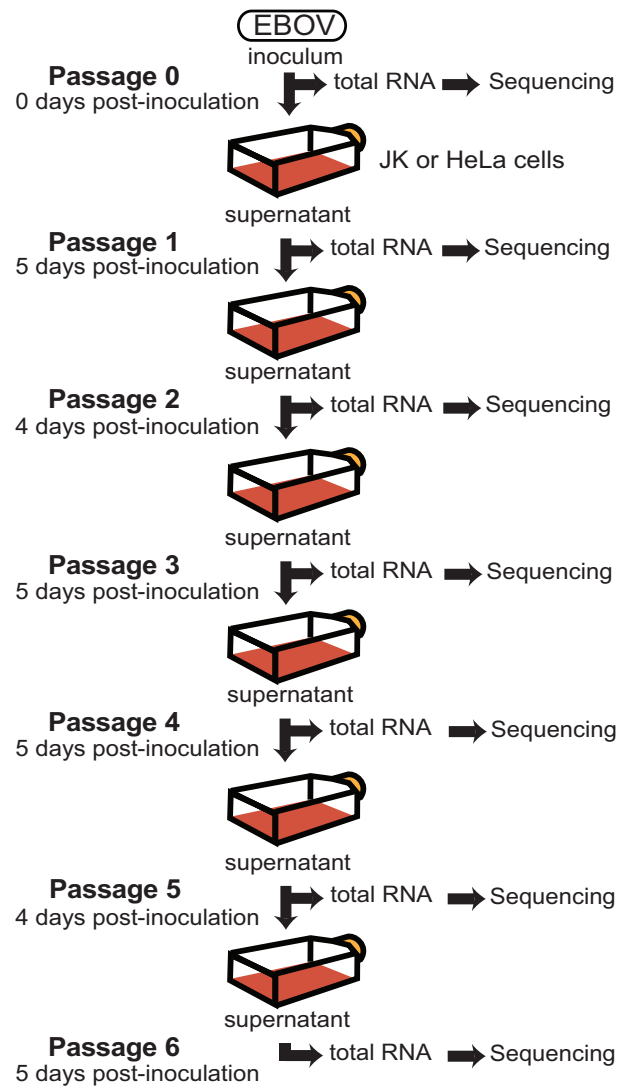 EBOV
inoculum
Passage 0 total RNA Sequencing
0 days post-inoculation
JK or HeLa cells
supernatant
Passage 1 total RNA Sequencing
5 days post-inoculation
supernatant
Passage 2 total RNA Sequencing
4 days post-inoculation
supernatant
Passage 3 total RNA Sequencing
5 days post-inoculation
supernatant
Passage 4 total RNA Sequencing
5 days post-inoculation
supernatant
Passage 5 total RNA Sequencing
4 days post-inoculation
supernatant
Passage 6 total RNA Sequencing
5 days post-inoculation